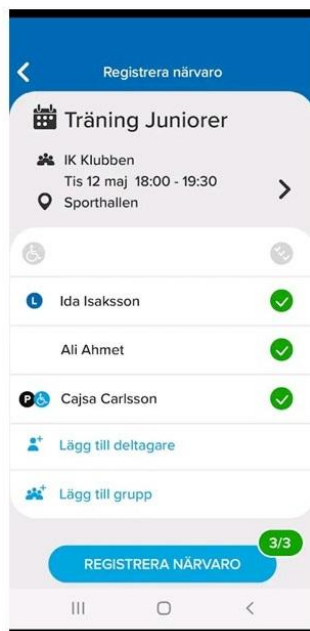 Registrera närvaro
Träning Juniorer
IK Klubben
Tis 12 maj 18:00 - 19:30
Sporthallen
L Ida Isaksson
Ali Ahmet
P Cajsa Carlsson
Lägg till deltagare
Lägg till grupp
3/3
REGISTRERA NÄRVARO